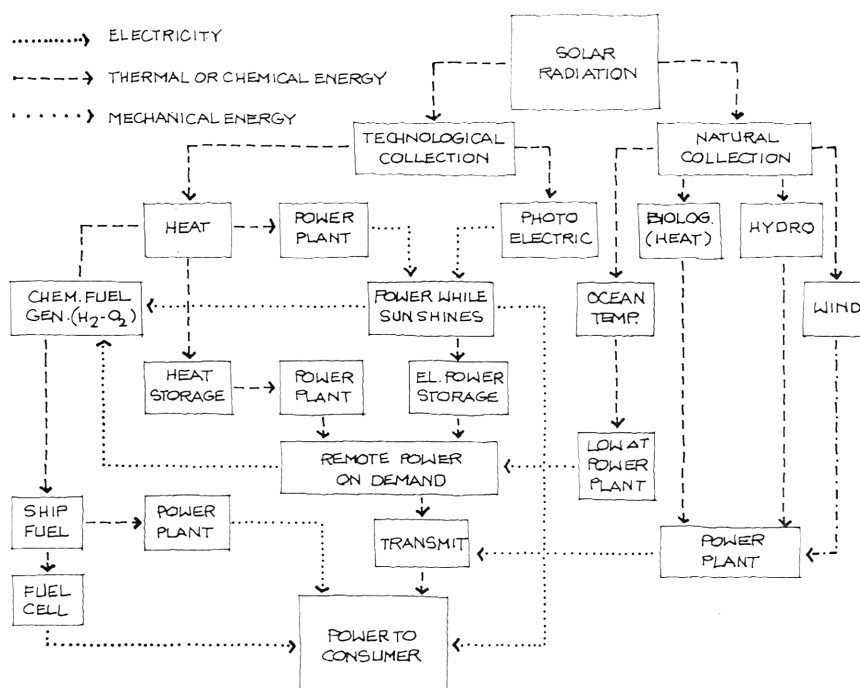 ELECTRICITY
THERMAL OR CHEMICAL ENERGY
MECHANICAL ENERGY
SOLAR
RADIATION
TECHNOLOGICAL
COLLECTION
NATURAL
COLLECTION
HEAT
POWER
PLANT
PHOTO
ELECTRIC
BIOLOG.
(HEAT)
HYDRO
CHEM. FUEL
GEN. (H₂-O₂)
POWER WHILE
SUN SHINES
OCEAN
TEMP.
WIND
HEAT
STORAGE
POWER
PLANT
EL. POWER
STORAGE
REMOTE POWER
ON DEMAND
LOW ΔT
POWER
PLANT
SHIP
FUEL
POWER
PLANT
TRANSMIT
POWER
PLANT
FUEL
CELL
POWER TO
CONSUMER